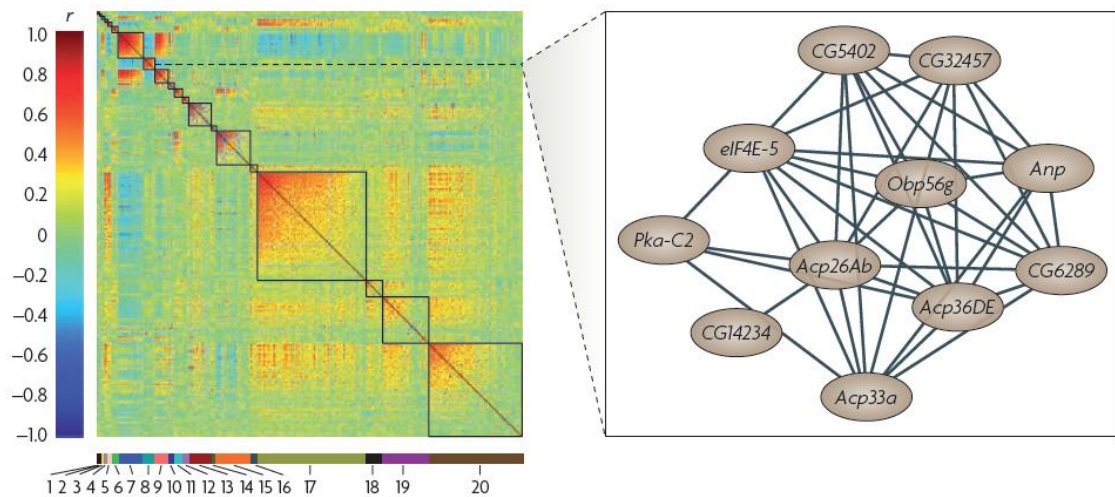 r
1.0
0.8
0.6
0.4
0.2
0
−0.2
−0.4
−0.6
−0.8
−1.0
1 2 3 4 5 6 7 8 9 10 11 12 13 14 15 16 17 18 19 20
CG5402
CG32457
eIF4E-5
Obp56g
Anp
Pka-C2
Acp26Ab
CG6289
Acp36DE
CG14234
Acp33a